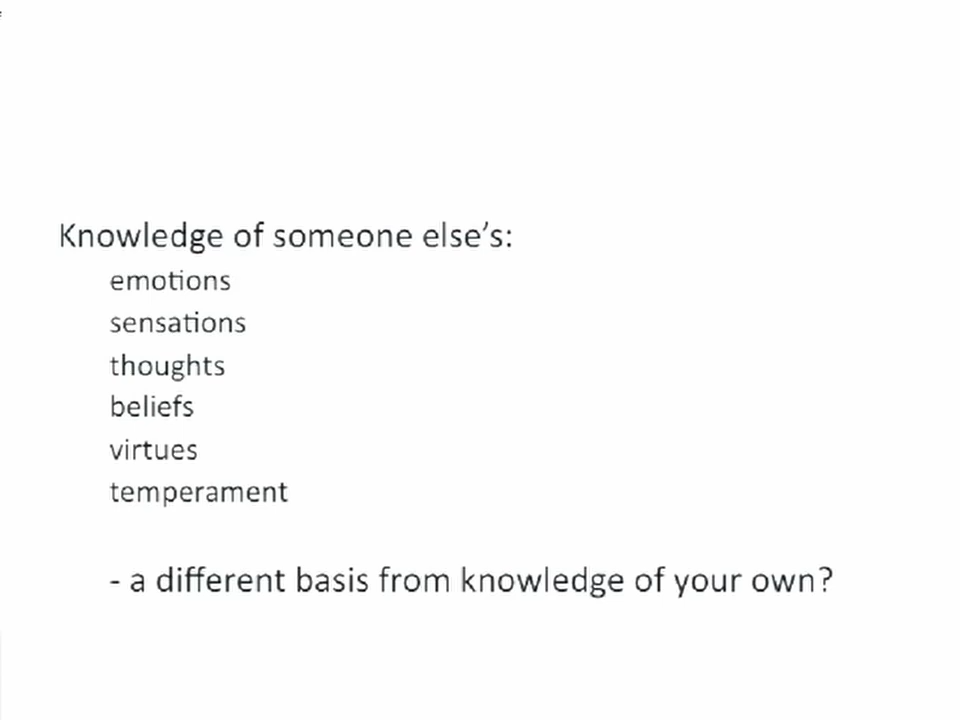 Knowledge of someone else's:
emotions
sensations
thoughts
beliefs
virtues
temperament
- a different basis from knowledge of your own?